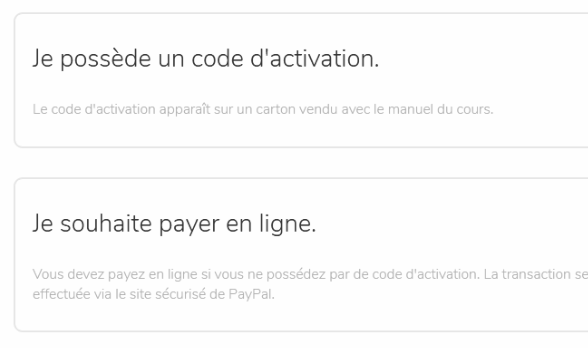 Je possède un code d'activation.
Le code d'activation apparaît sur un carton vendu avec le manuel du cours.
Je souhaite payer en ligne.
Vous devez payez en ligne si vous ne possédez par de code d'activation. La transaction se
effectuée via le site sécurisé de PayPal.